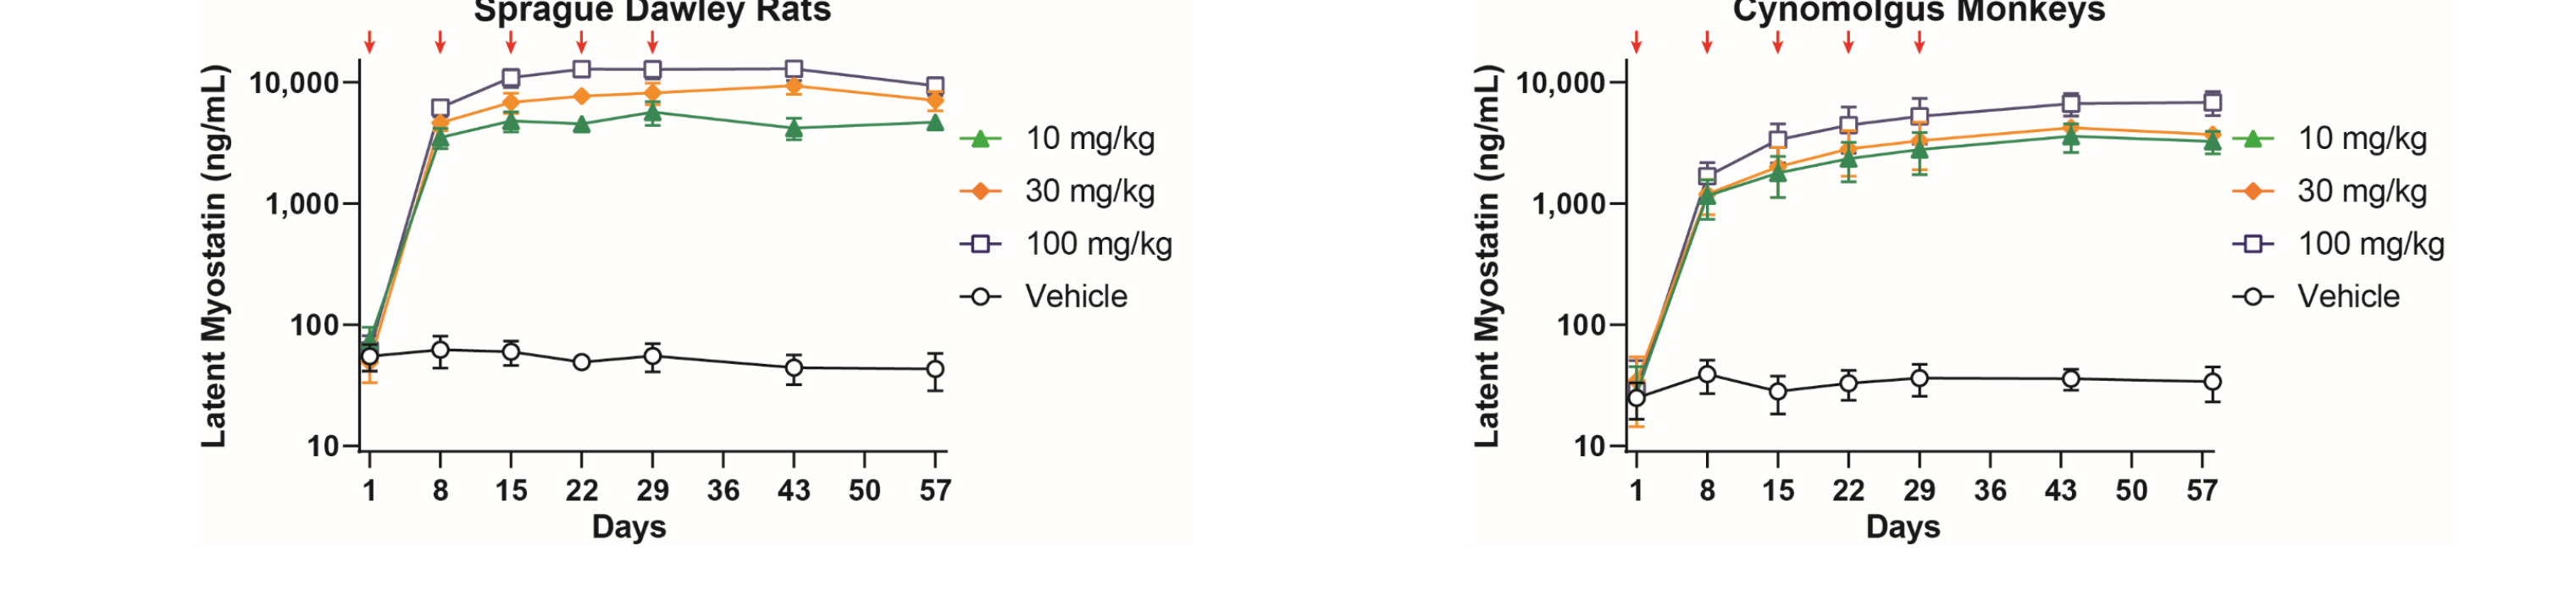 Sprague Dawley Rats
Latent Myostatin (ng/mL)
10,000
1,000
100
10
1 8 15 22 29 36 43 50 57
Days
10 mg/kg
30 mg/kg
100 mg/kg
Vehicle
Cynomolgus Monkeys
Latent Myostatin (ng/mL)
10,000
1,000
100
10
1 8 15 22 29 36 43 50 57
Days
10 mg/kg
30 mg/kg
100 mg/kg
Vehicle